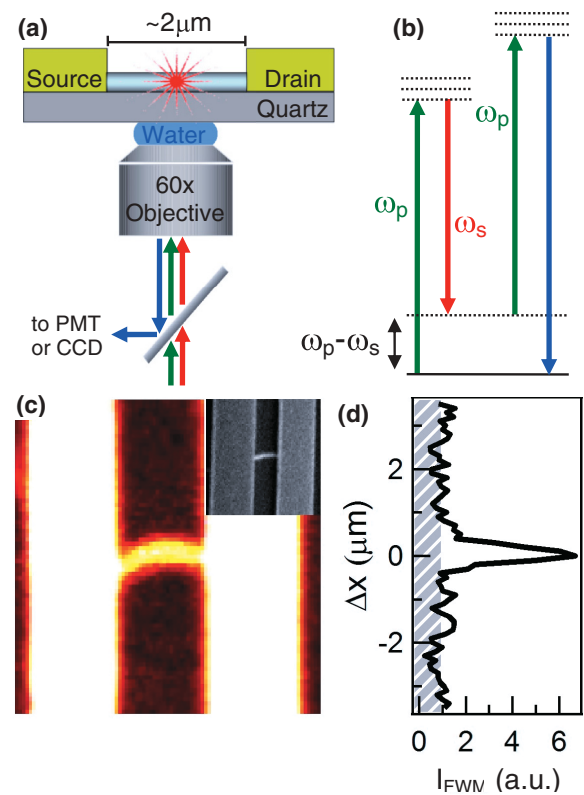 (a)
~2μm
Source
Drain
Quartz
Water
60x
Objective
to PMT
or CCD
(b)
ωp
ωs
ωp
ωp-ωs
(c)
(d)
Δx (μm)
2
0
-2
0 2 4 6
IFWM (a.u.)